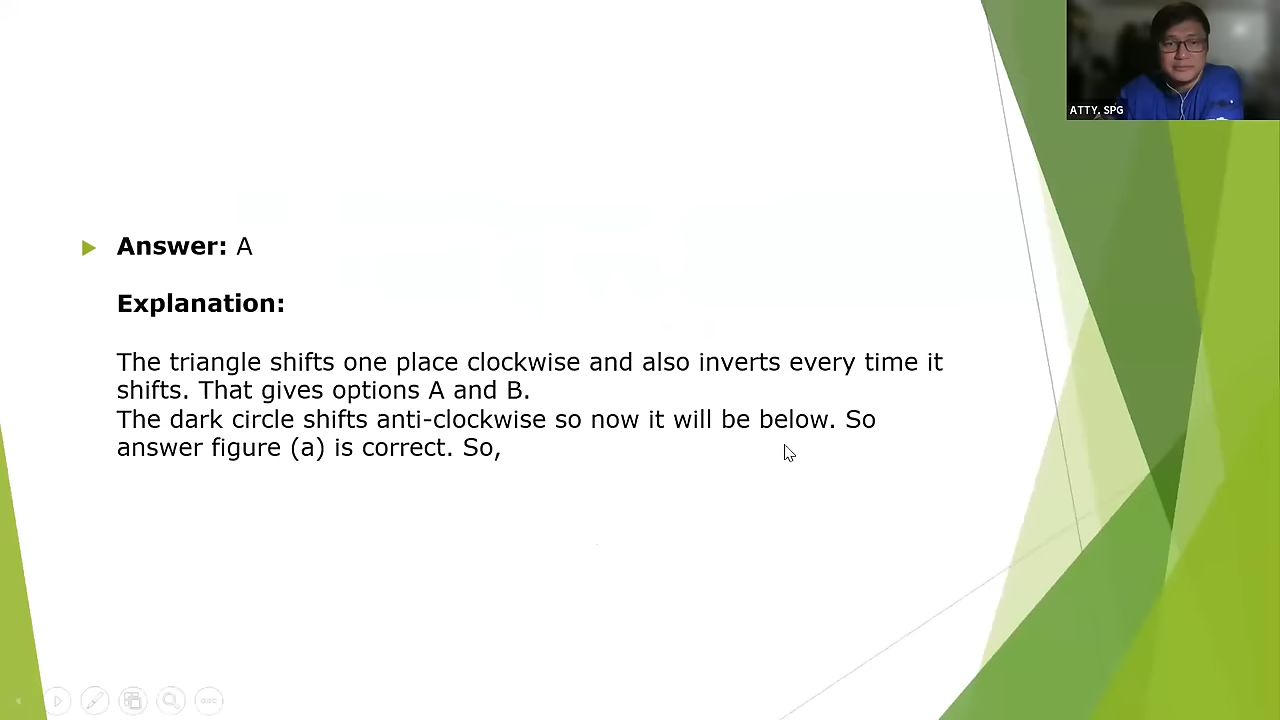 ATTY. SPG
Answer: A
Explanation:
The triangle shifts one place clockwise and also inverts every time it
shifts. That gives options A and B.
The dark circle shifts anti-clockwise so now it will be below. So
answer figure (a) is correct. So,